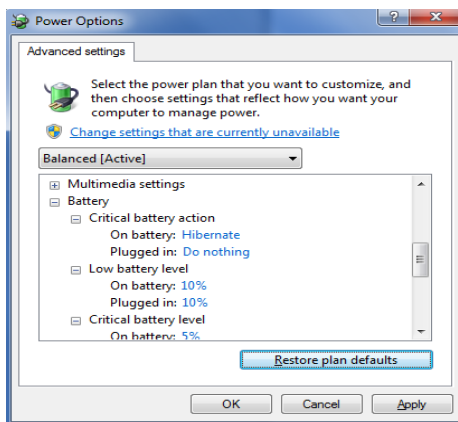 Power Options
Advanced settings
Select the power plan that you want to customize, and
then choose settings that reflect how you want your
computer to manage power.
Change settings that are currently unavailable
Balanced [Active]
Multimedia settings
Battery
Critical battery action
On battery: Hibernate
Plugged in: Do nothing
Low battery level
On battery: 10%
Plugged in: 10%
Critical battery level
On battery: 5%
Restore plan defaults
OK Cancel Apply